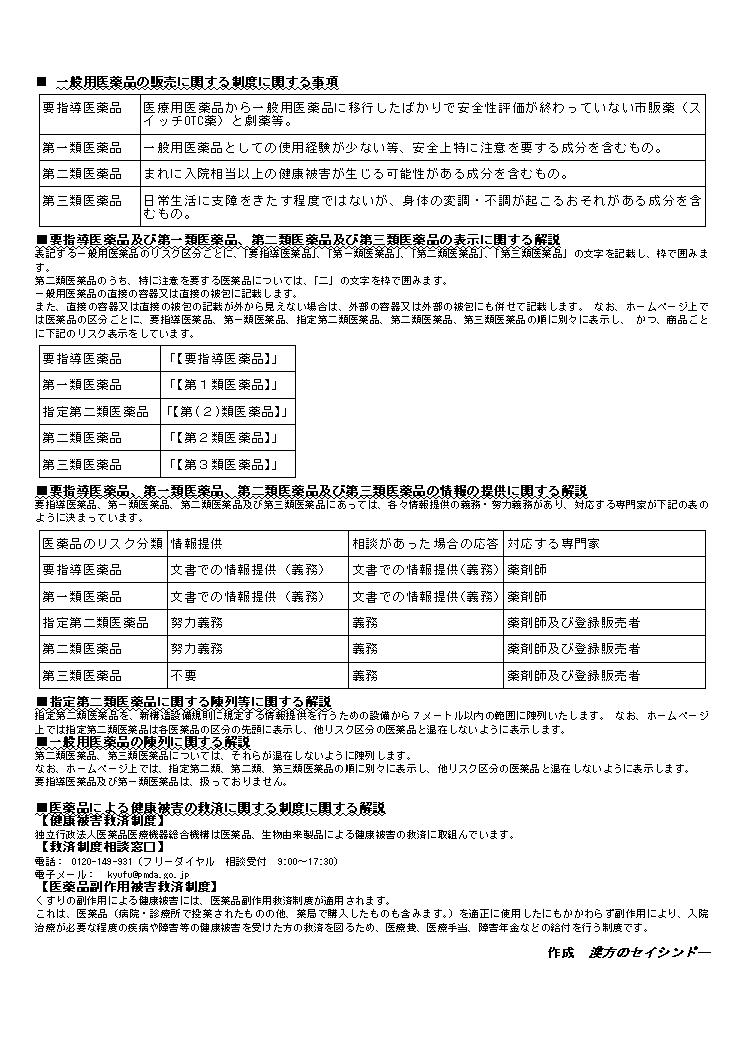 ■ 一般用医薬品の販売に関する制度に関する事項
要指導医薬品 医療用医薬品から一般用医薬品に移行したばかりで安全性評価が終わっていない市販薬（ス
イッチOTC薬）と劇薬等。
第一類医薬品 一般用医薬品としての使用経験が少ない等、安全上特に注意を要する成分を含むもの。
第二類医薬品 まれに入院相当以上の健康被害が生じる可能性がある成分を含むもの。
第三類医薬品 日常生活に支障をきたす程度ではないが、身体の変調・不調が起こるおそれがある成分を含
むもの。
■要指導医薬品及び第一類医薬品、第二類医薬品及び第三類医薬品の表示に関する解説
表記する一般用医薬品のリスク区分ごとに、「要指導医薬品」、「第一類医薬品」、「第二類医薬品」、「第三類医薬品」の文字を記載し、枠で囲みま
す。
第二類医薬品のうち、特に注意を要する医薬品については、「二」の文字を枠で囲みます。
一般用医薬品の直接の容器又は直接の被包に記載します。
また、直接の容器又は直接の被包の記載が外から見えない場合は、外部の容器又は外部の被包にも併せて記載します。 なお、ホームページ上で
は医薬品の区分ごとに、要指導医薬品、第一類医薬品、指定第二類医薬品、第二類医薬品、第三類医薬品の順に別々に表示し、 かつ、商品ごと
に下記のリスク表示をしています。
要指導医薬品 「【要指導医薬品】」
第一類医薬品 「【第１類医薬品】」
指定第二類医薬品 「【第(２)類医薬品】」
第二類医薬品 「【第２類医薬品】」
第三類医薬品 「【第３類医薬品】」
■要指導医薬品、第一類医薬品、第二類医薬品及び第三類医薬品の情報の提供に関する解説
要指導医薬品、第一類医薬品、第二類医薬品及び第三類医薬品にあっては、各々情報提供の義務・努力義務があり、対応する専門家が下記の表の
ように決まっています。
医薬品のリスク分類 情報提供 相談があった場合の応答 対応する専門家
要指導医薬品 文書での情報提供（義務） 文書での情報提供(義務) 薬剤師
第一類医薬品 文書での情報提供（義務） 文書での情報提供(義務) 薬剤師
指定第二類医薬品 努力義務 義務 薬剤師及び登録販売者
第二類医薬品 努力義務 義務 薬剤師及び登録販売者
第三類医薬品 不要 義務 薬剤師及び登録販売者
■指定第二類医薬品に関する陳列等に関する解説
指定第二類医薬品を、新構造設備規則に規定する情報提供を行うための設備から７メートル以内の範囲に陳列いたします。 なお、ホームページ
上では指定第二類医薬品は各医薬品の区分の先頭に表示し、他リスク区分の医薬品と混在しないように表示します。
■一般用医薬品の陳列に関する解説
第二類医薬品、第三類医薬品については、それらが混在しないように陳列します。
なお、ホームページ上では、指定第二類、第二類、第三類医薬品の順に別々に表示し、他リスク区分の医薬品と混在しないように表示します。
要指導医薬品及び第一類医薬品は、扱っておりません。
■医薬品による健康被害の救済に関する制度に関する解説
【健康被害救済制度】
独立行政法人医薬品医療機器総合機構は医薬品、生物由来製品による健康被害の救済に取組んでいます。
【救済制度相談窓口】
電話： 0120-149-931（フリーダイヤル 相談受付 9:00〜17:30）
電子メール： kyufu@pmda.go.jp
【医薬品副作用被害救済制度】
くすりの副作用による健康被害には、医薬品副作用救済制度が適用されます。
これは、医薬品（病院・診療所で投薬されたものの他、薬局で購入したものも含みます。）を適正に使用したにもかかわらず副作用により、入院
治療が必要な程度の疾病や障害等の健康被害を受けた方の救済を図るため、医療費、医療手当、障害年金などの給付を行う制度です。
作成 漢方のセイシンドー